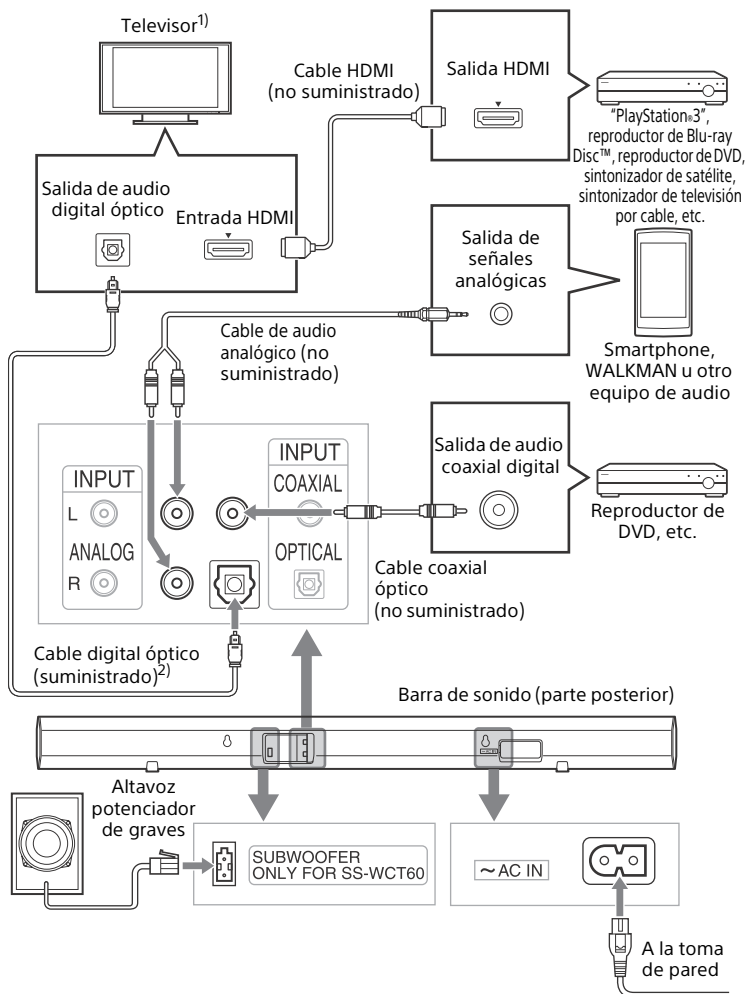 Televisor1)
Cable HDMI
(no suministrado)
Salida HDMI
"PlayStation®3",
reproductor de Blu-ray
Disc™, reproductor de DVD,
sintonizador de satélite,
sintonizador de televisión
por cable, etc.
Salida de audio
digital óptico
Entrada HDMI
Salida de
señales
analógicas
Cable de audio
analógico (no
suministrado)
Smartphone,
WALKMAN u otro
equipo de audio
INPUT
L
ANALOG
R
INPUT
COAXIAL
OPTICAL
Salida de audio
coaxial digital
Reproductor de
DVD, etc.
Cable coaxial
óptico
(no suministrado)
Cable digital óptico
(suministrado)2)
Barra de sonido (parte posterior)
Altavoz
potenciador
de graves
SUBWOOFER
ONLY FOR SS-WCT60
~ AC IN
A la toma
de pared